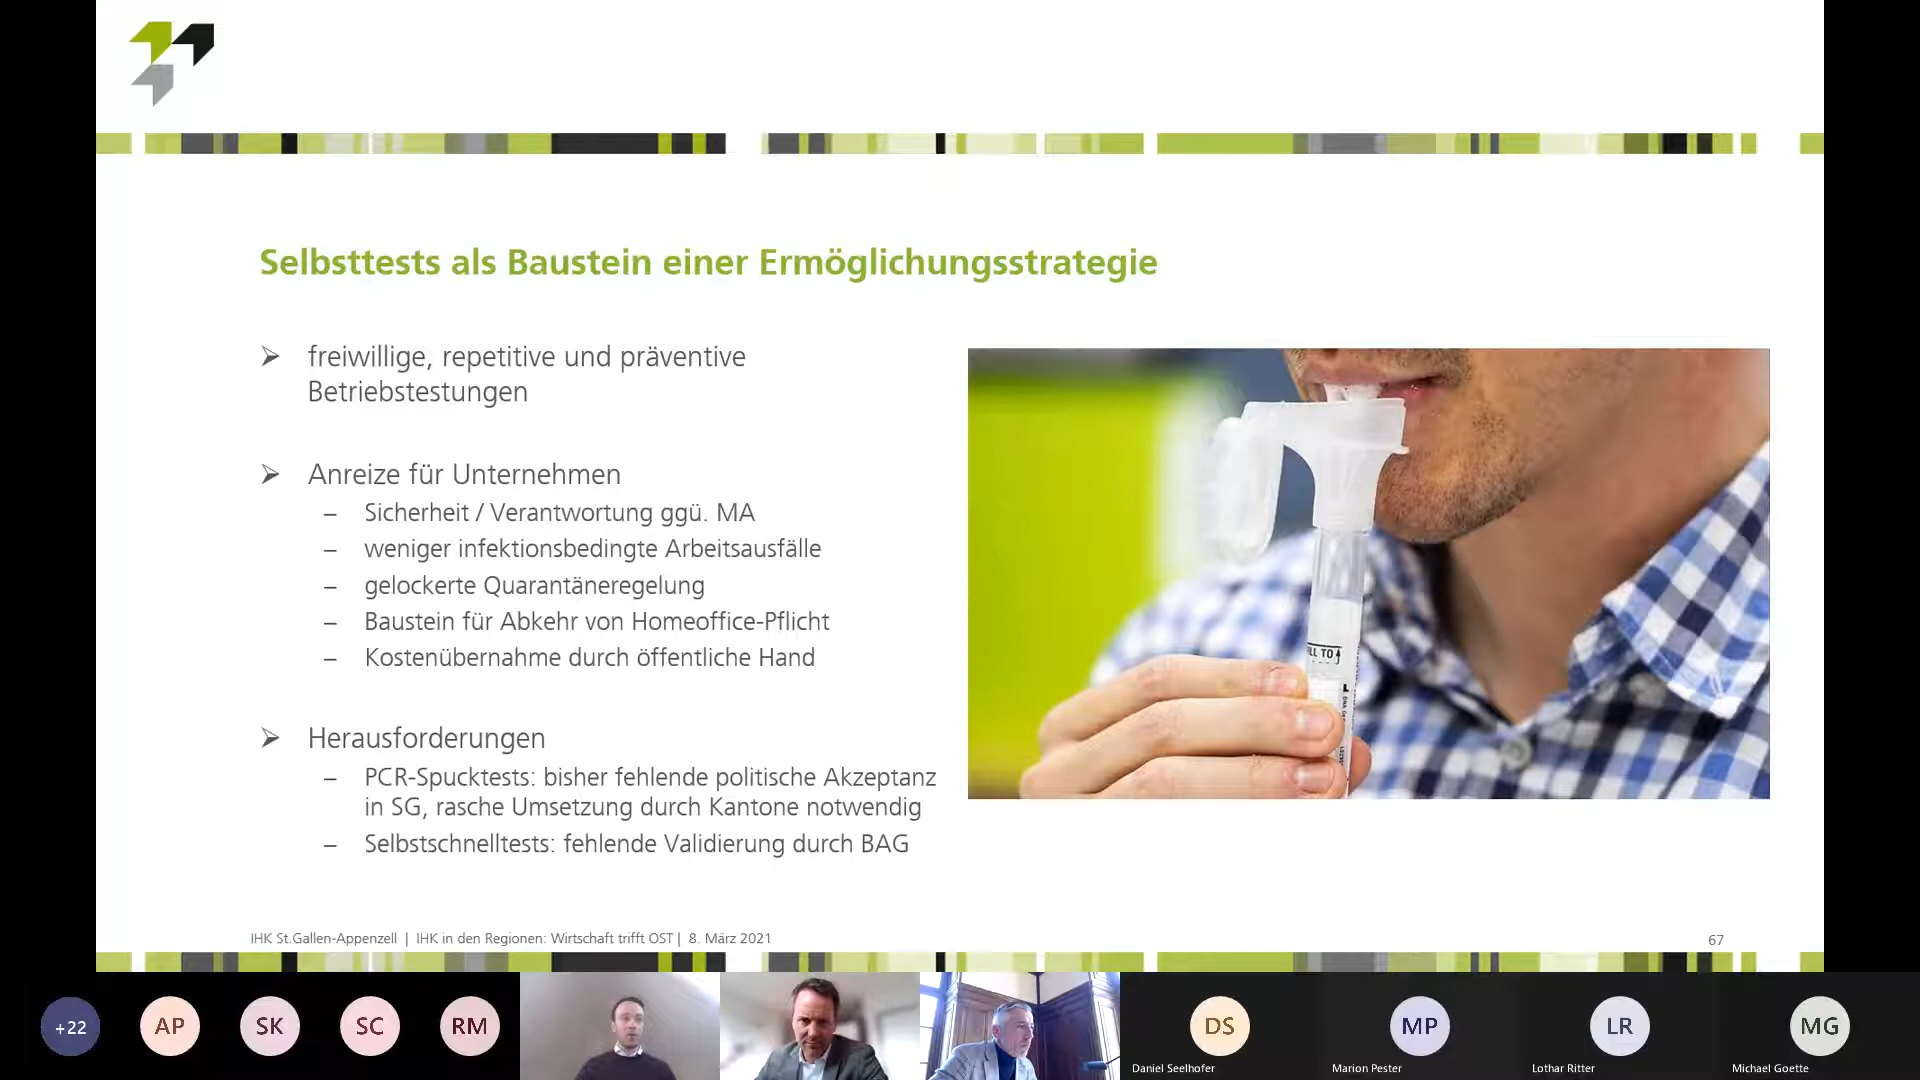 Selbsttests als Baustein einer Ermöglichungsstrategie
freiwillige, repetitive und präventive
Betriebstestungen
Anreize für Unternehmen
– Sicherheit / Verantwortung ggü. MA
– weniger infektionsbedingte Arbeitsausfälle
– gelockerte Quarantäneregelung
– Baustein für Abkehr von Homeoffice-Pflicht
– Kostenübernahme durch öffentliche Hand
Herausforderungen
– PCR-Spucktests: bisher fehlende politische Akzeptanz
in SG, rasche Umsetzung durch Kantone notwendig
– Selbstschnelltests: fehlende Validierung durch BAG
TO
IHK St.Gallen-Appenzell | IHK in den Regionen: Wirtschaft trifft OST | 8. März 2021
67
+22
AP
SK
SC
RM
DS
MP
LR
MG
Daniel Seelhofer
Marion Pester
Lothar Ritter
Michael Goette